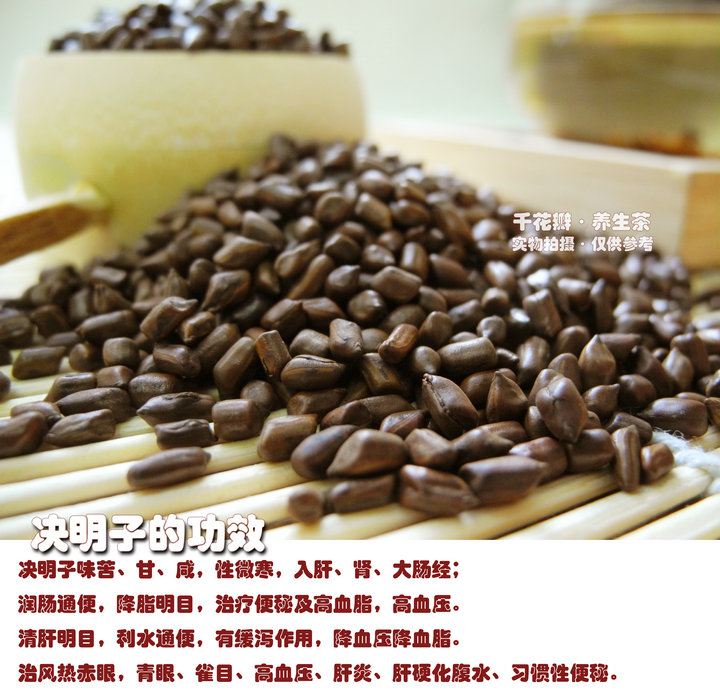 千花瓣·养生茶
实物拍摄·仅供参考
决明子的功效
决明子味苦、甘、咸，性微寒，入肝、肾、大肠经；
润肠通便，降脂明目，治疗便秘及高血脂，高血压。
清肝明目，利水通便，有缓泻作用，降血压降血脂。
治风热赤眼，青眼、雀目、高血压、肝炎、肝硬化腹水、习惯性便秘。